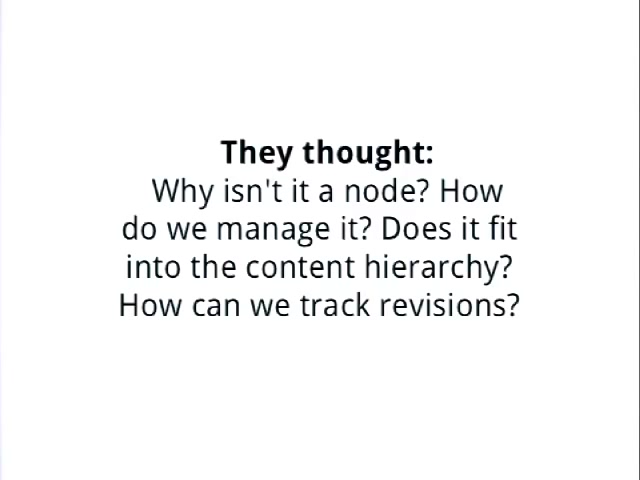 They thought:
Why isn't it a node? How
do we manage it? Does it fit
into the content hierarchy?
How can we track revisions?